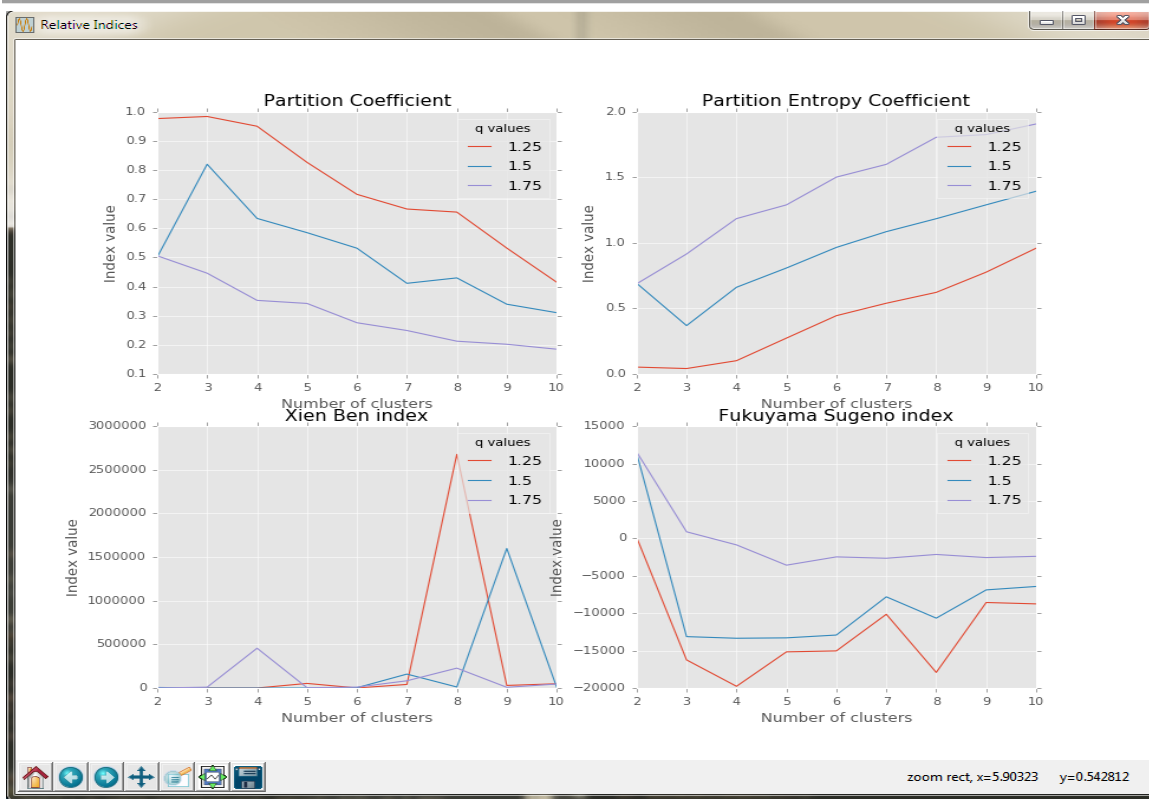 Relative Indices
Partition Coefficient
1.0
0.9
0.8
0.7
0.6
0.5
0.4
0.3
0.2
0.1
Index value
q values
1.25
1.5
1.75
2 3 4 5 6 7 8 9 10
Number of clusters
Partition Entropy Coefficient
2.0
1.5
1.0
0.5
0.0
Index value
q values
1.25
1.5
1.75
2 3 4 5 6 7 8 9 10
Number of clusters
Xien Ben index
3000000
2500000
2000000
1500000
1000000
500000
0
Index value
q values
1.25
1.5
1.75
2 3 4 5 6 7 8 9 10
Number of clusters
Fukuyama Sugeno index
15000
10000
5000
0
−5000
−10000
−15000
−20000
Index value
q values
1.25
1.5
1.75
2 3 4 5 6 7 8 9 10
Number of clusters
zoom rect, x=5.90323 y=0.542812